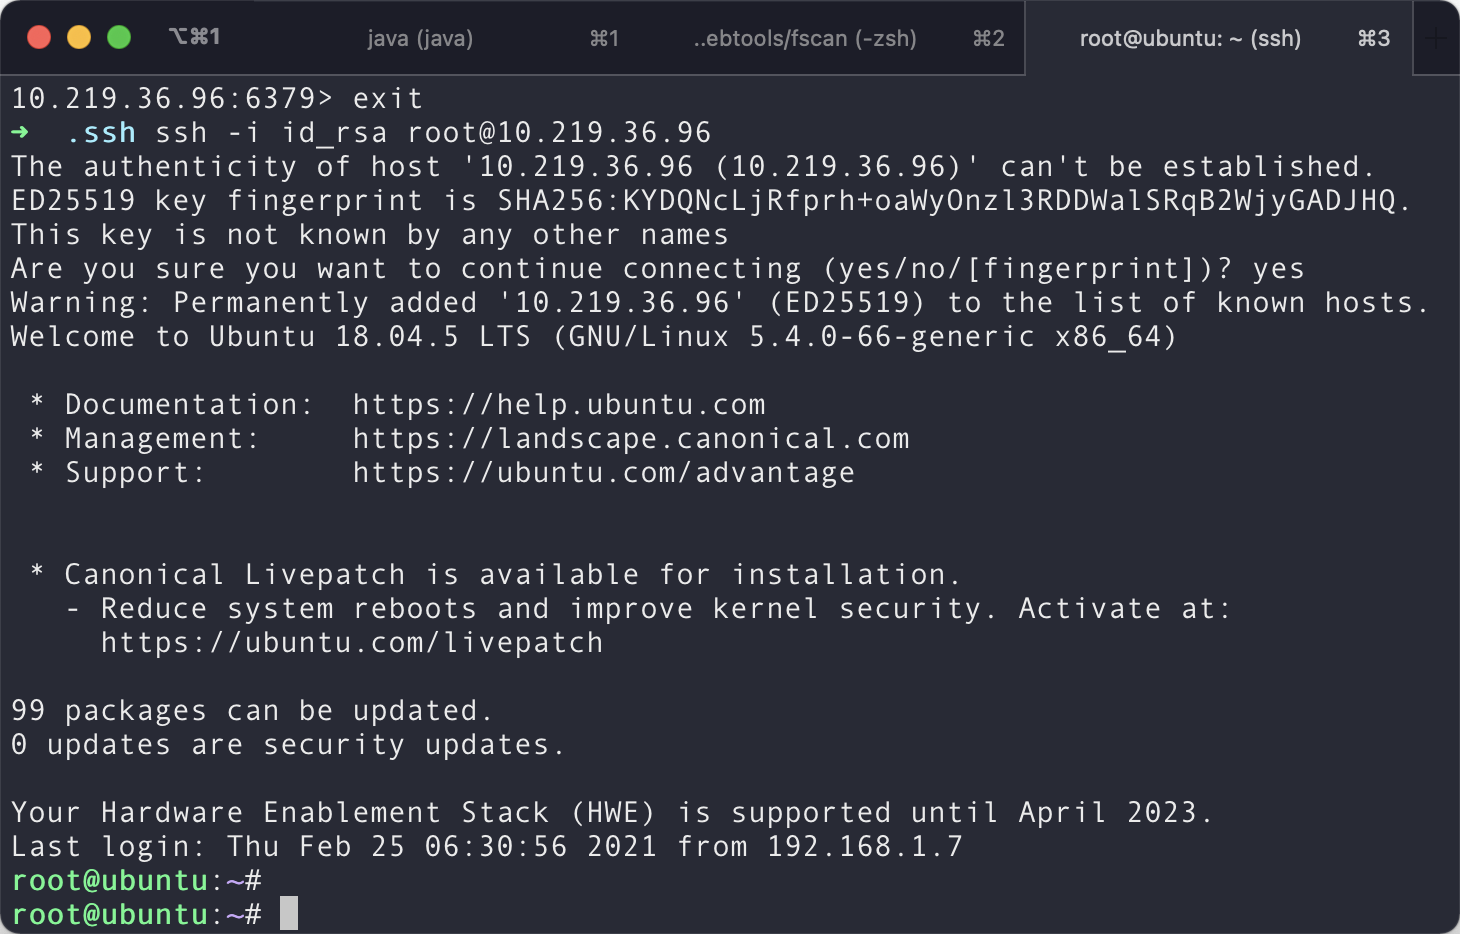 ⌥⌘1 java (java) ⌘1 ..ebtools/fscan (-zsh) ⌘2 root@ubuntu: ~ (ssh) ⌘3 +
10.219.36.96:6379> exit
➜ .ssh ssh -i id_rsa root@10.219.36.96
The authenticity of host '10.219.36.96 (10.219.36.96)' can't be established.
ED25519 key fingerprint is SHA256:KYDQNcLjRfprh+oaWyOnzl3RDDWalSRqB2WjyGADJHQ.
This key is not known by any other names
Are you sure you want to continue connecting (yes/no/[fingerprint])? yes
Warning: Permanently added '10.219.36.96' (ED25519) to the list of known hosts.
Welcome to Ubuntu 18.04.5 LTS (GNU/Linux 5.4.0-66-generic x86_64)
* Documentation: https://help.ubuntu.com
* Management: https://landscape.canonical.com
* Support: https://ubuntu.com/advantage
* Canonical Livepatch is available for installation.
- Reduce system reboots and improve kernel security. Activate at:
https://ubuntu.com/livepatch
99 packages can be updated.
0 updates are security updates.
Your Hardware Enablement Stack (HWE) is supported until April 2023.
Last login: Thu Feb 25 06:30:56 2021 from 192.168.1.7
root@ubuntu:~#
root@ubuntu:~#